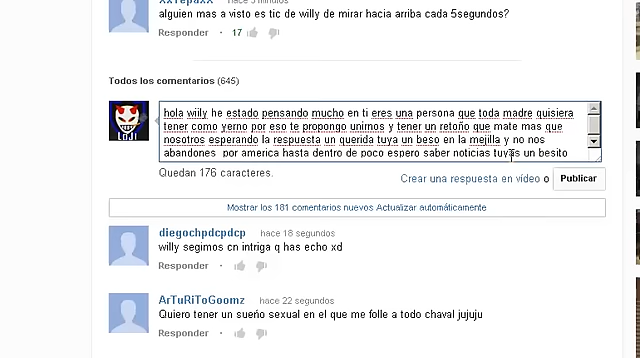 alguien mas a visto es tic de willy de mirar hacia arriba cada 5segundos?
Responder · 17
Todos los comentarios (645)
LOJI
hola wiily he estado pensando mucho en ti eres una persona que toda madre quisiera
tener como yerno por eso te propongo unirnos y tener un retoño que mate mas que
nosotros esperando la respuesta un querida tuya un beso en la mejilla y no nos
abandones por america hasta dentro de poco espero saber noticias tuyas un besito
Quedan 176 caracteres.
Crear una respuesta en vídeo o Publicar
Mostrar los 181 comentarios nuevos Actualizar automáticamente
diegochpdcpdcp hace 18 segundos
willy segimos cn intriga q has echo xd
Responder ·
ArTuRiToGoomz hace 22 segundos
Quiero tener un sueño sexual en el que me folle a todo chaval jujuju
Responder ·